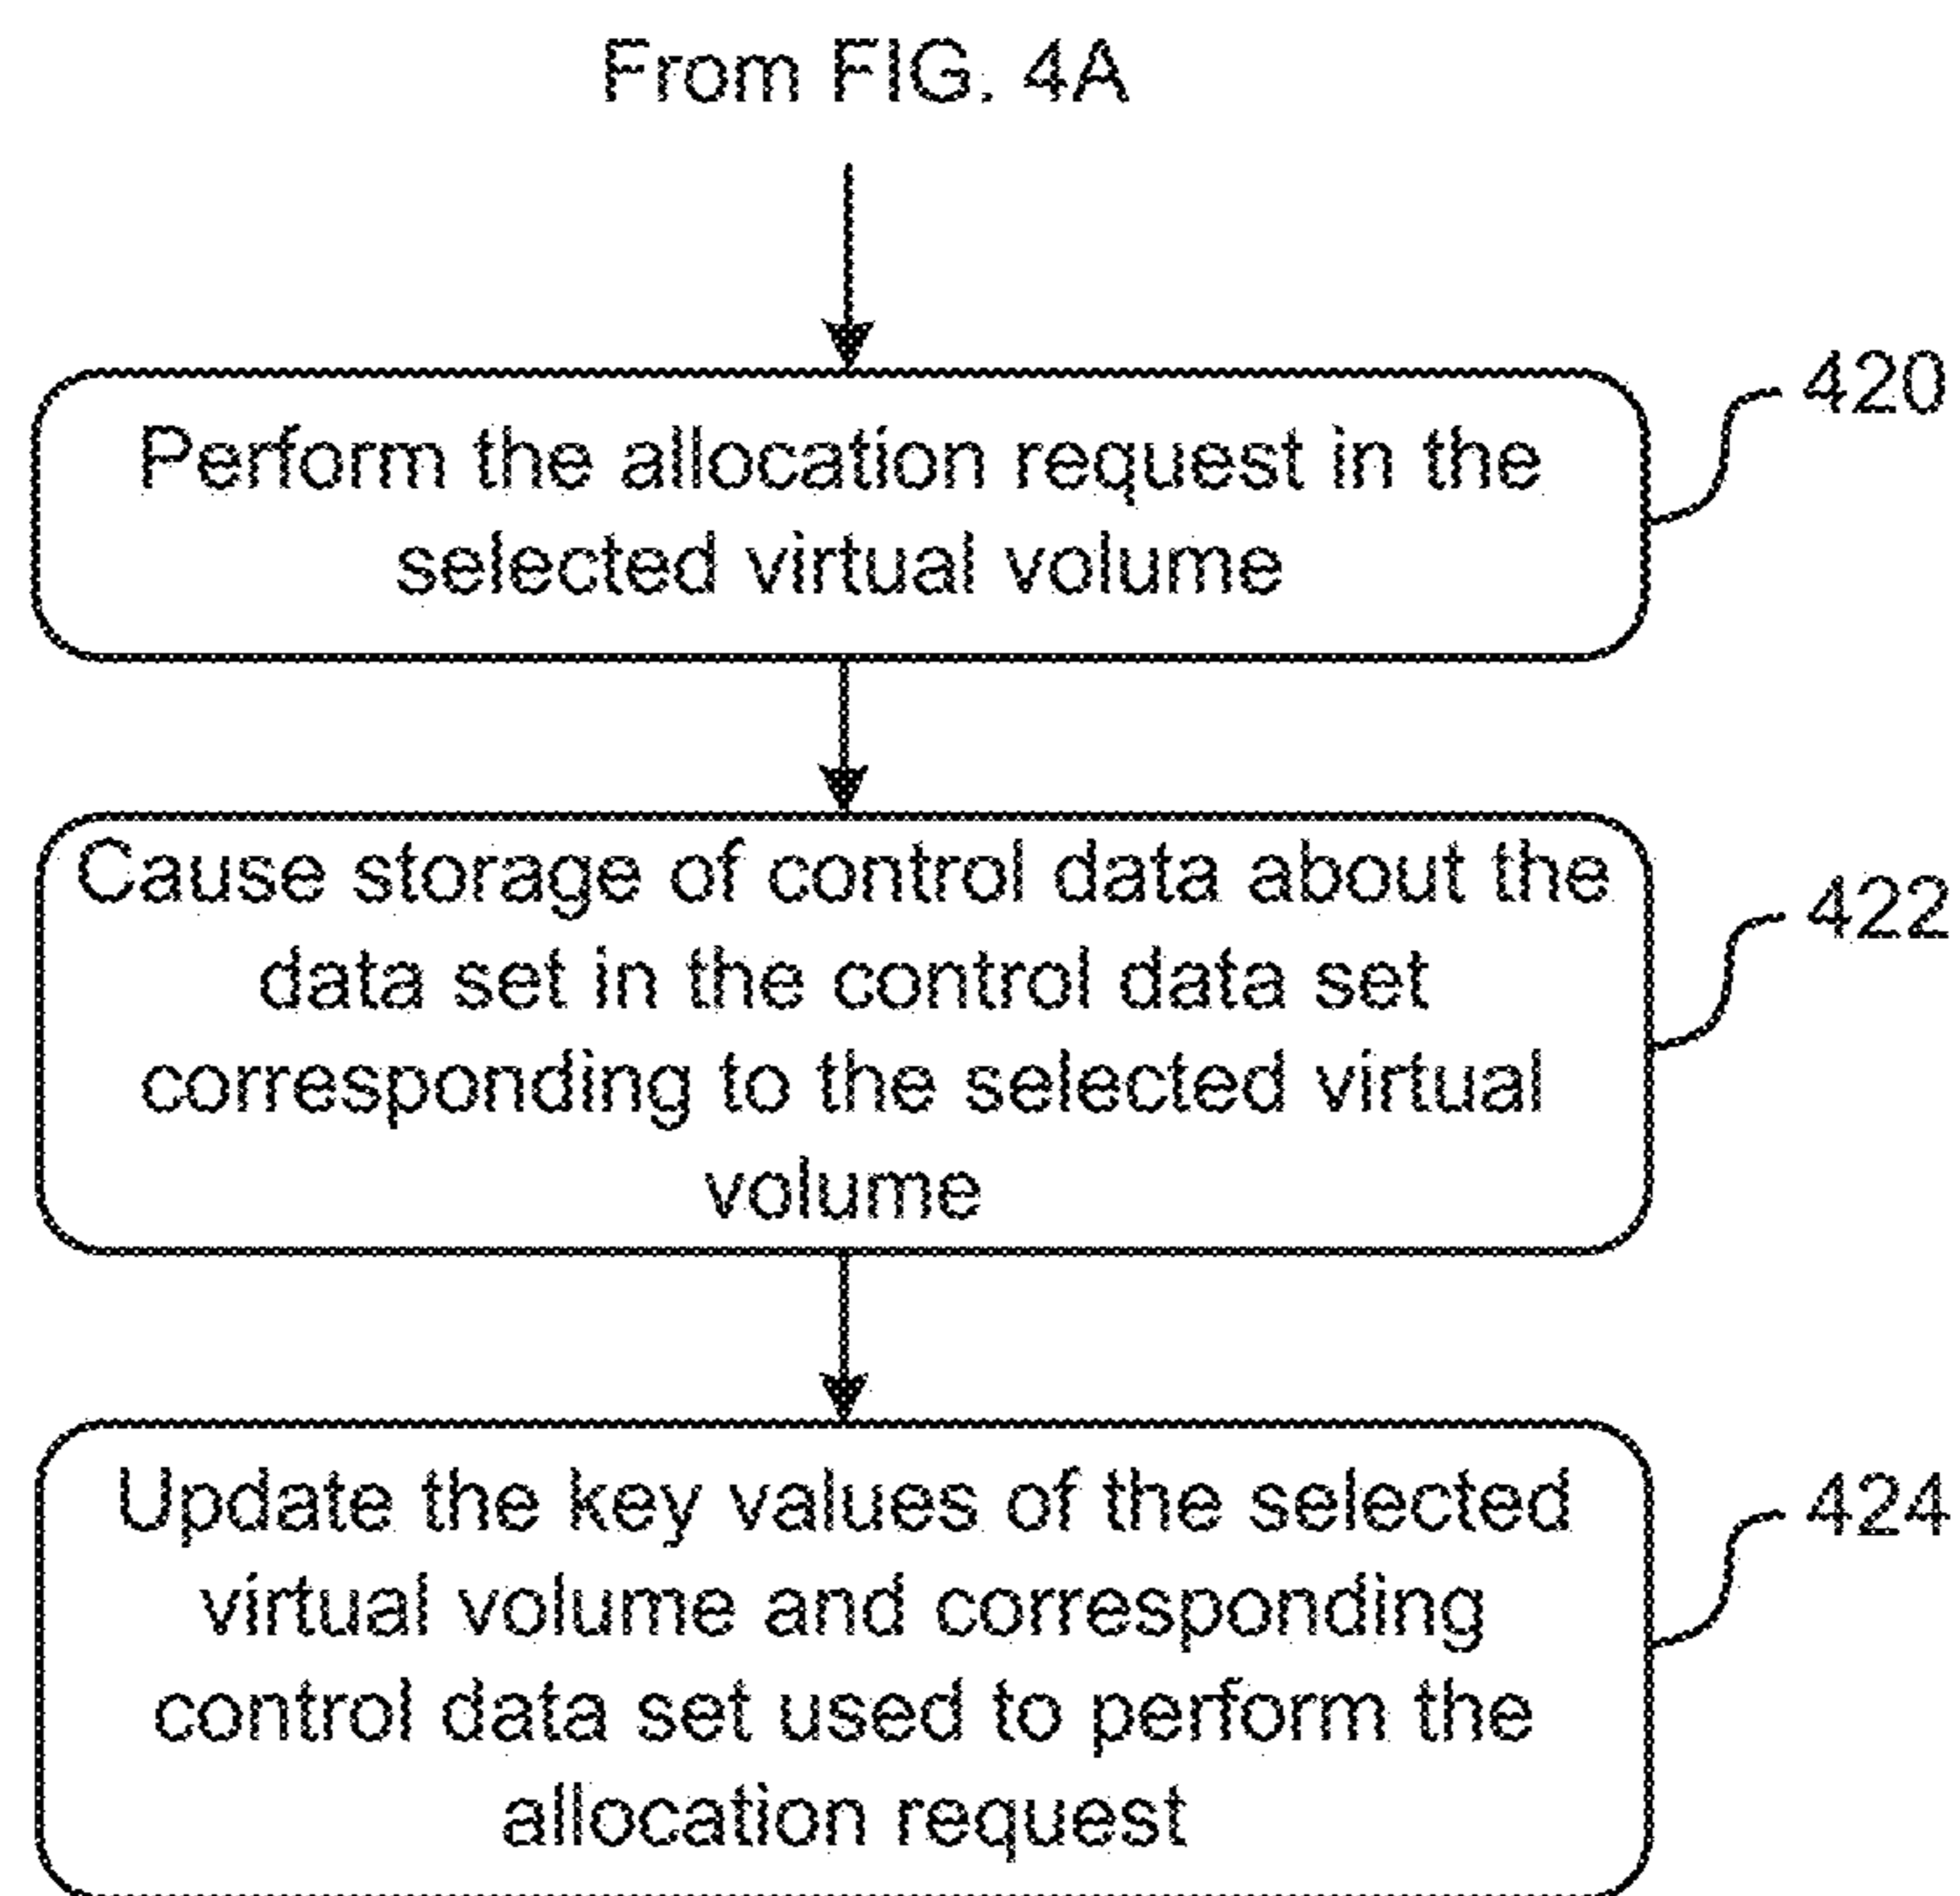 From FIG. 4A
420
Perform the allocation request in the
selected virtual volume
422
Cause storage of control data about the
data set in the control data set
corresponding to the selected virtual
volume
424
Update the key values of the selected
virtual volume and corresponding
control data set used to perform the
allocation request